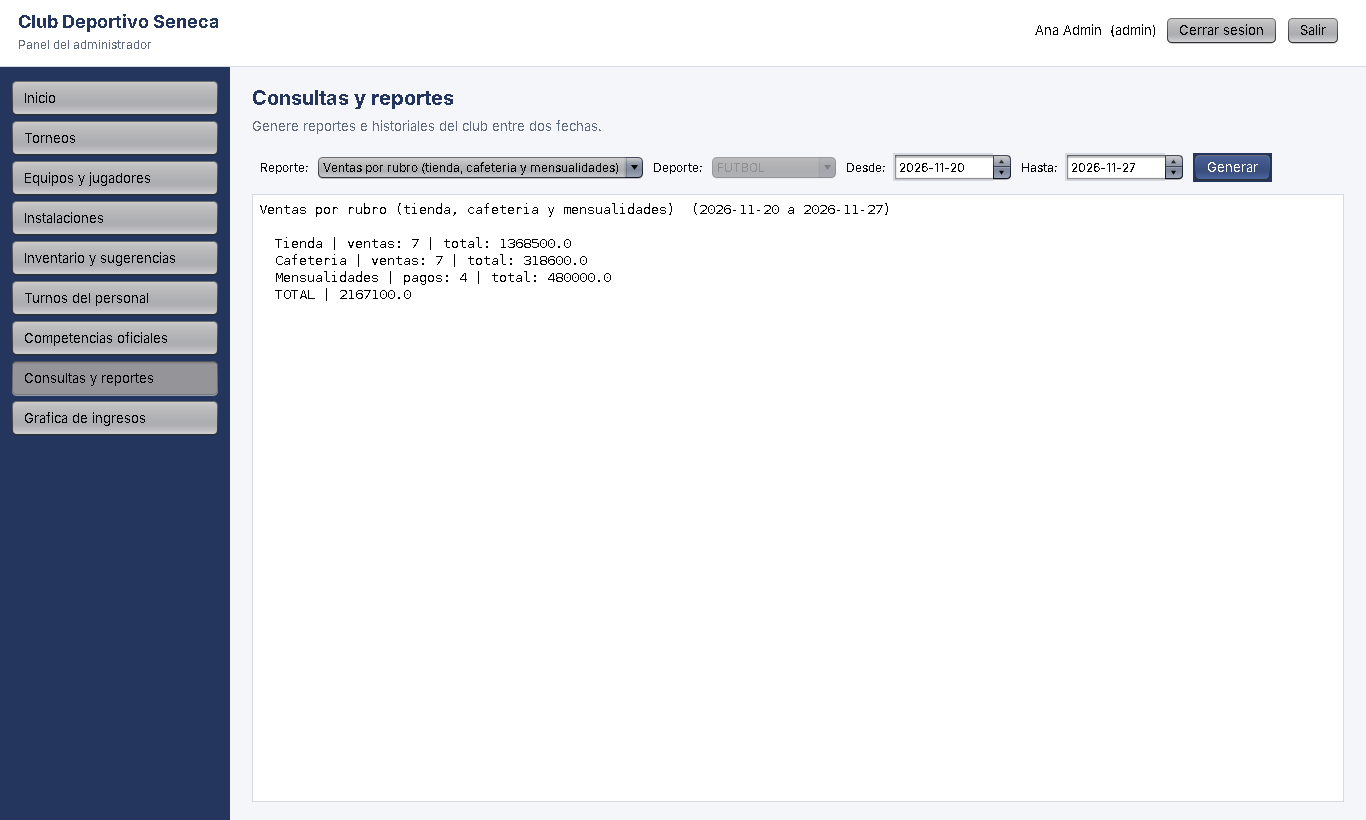 Club Deportivo Seneca
Panel del administrador
Ana Admin (admin)
Cerrar sesion
Salir
Inicio
Torneos
Equipos y jugadores
Instalaciones
Inventario y sugerencias
Turnos del personal
Competencias oficiales
Consultas y reportes
Grafica de ingresos
Consultas y reportes
Genere reportes e historiales del club entre dos fechas.
Reporte: Ventas por rubro (tienda, cafeteria y mensualidades) Deporte: FUTBOL Desde: 2026-11-20 Hasta: 2026-11-27 Generar
Ventas por rubro (tienda, cafeteria y mensualidades) (2026-11-20 a 2026-11-27)
Tienda | ventas: 7 | total: 1368500.0
Cafeteria | ventas: 7 | total: 318600.0
Mensualidades | pagos: 4 | total: 480000.0
TOTAL | 2167100.0